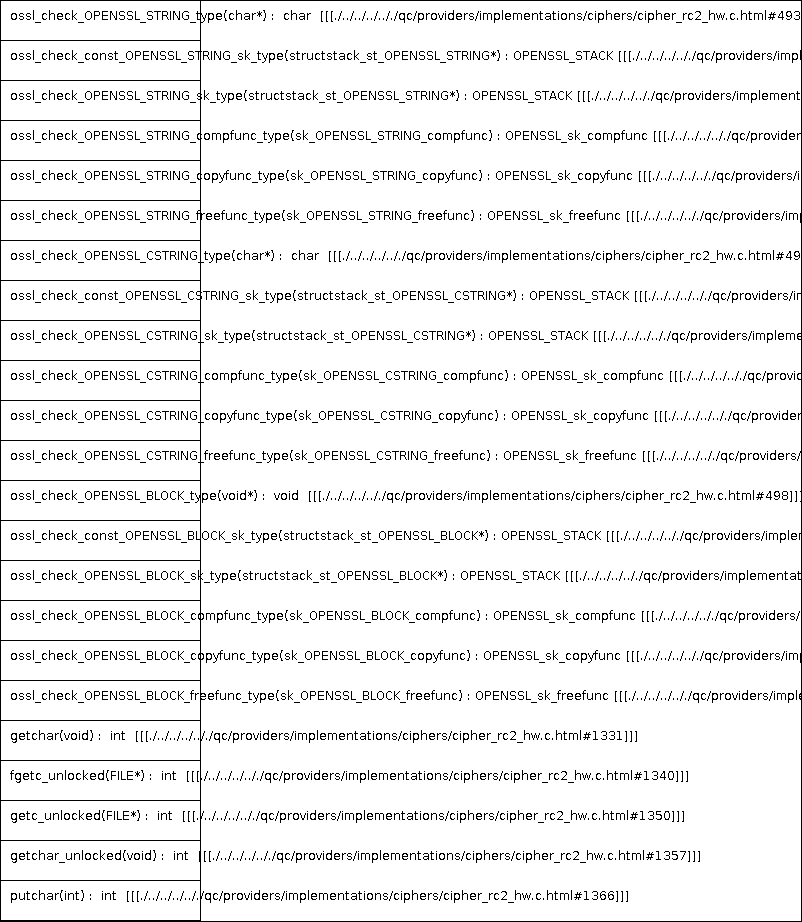 ossl_check_OPENSSL_STRING_type(char*) : char [[[./../../../../../qc/providers/implementations/ciphers/cipher_rc2_hw.c.html#493
ossl_check_const_OPENSSL_STRING_sk_type(structstack_st_OPENSSL_STRING*) : OPENSSL_STACK [[[./../../../../../qc/providers/impl
ossl_check_OPENSSL_STRING_sk_type(structstack_st_OPENSSL_STRING*) : OPENSSL_STACK [[[./../../../../../qc/providers/implement
ossl_check_OPENSSL_STRING_compfunc_type(sk_OPENSSL_STRING_compfunc) : OPENSSL_sk_compfunc [[[./../../../../../qc/provider
ossl_check_OPENSSL_STRING_copyfunc_type(sk_OPENSSL_STRING_copyfunc) : OPENSSL_sk_copyfunc [[[./../../../../../qc/providers/i
ossl_check_OPENSSL_STRING_freefunc_type(sk_OPENSSL_STRING_freefunc) : OPENSSL_sk_freefunc [[[./../../../../../qc/providers/im
ossl_check_OPENSSL_CSTRING_type(char*) : char [[[./../../../../../qc/providers/implementations/ciphers/cipher_rc2_hw.c.html#49
ossl_check_const_OPENSSL_CSTRING_sk_type(structstack_st_OPENSSL_CSTRING*) : OPENSSL_STACK [[[./../../../../../qc/providers/i
ossl_check_OPENSSL_CSTRING_sk_type(structstack_st_OPENSSL_CSTRING*) : OPENSSL_STACK [[[./../../../../../qc/providers/impleme
ossl_check_OPENSSL_CSTRING_compfunc_type(sk_OPENSSL_CSTRING_compfunc) : OPENSSL_sk_compfunc [[[./../../../../../qc/provid
ossl_check_OPENSSL_CSTRING_copyfunc_type(sk_OPENSSL_CSTRING_copyfunc) : OPENSSL_sk_copyfunc [[[./../../../../../qc/provider
ossl_check_OPENSSL_CSTRING_freefunc_type(sk_OPENSSL_CSTRING_freefunc) : OPENSSL_sk_freefunc [[[./../../../../../qc/providers/
ossl_check_OPENSSL_BLOCK_type(void*) : void [[[./../../../../../qc/providers/implementations/ciphers/cipher_rc2_hw.c.html#498]]]
ossl_check_const_OPENSSL_BLOCK_sk_type(structstack_st_OPENSSL_BLOCK*) : OPENSSL_STACK [[[./../../../../../qc/providers/imple
ossl_check_OPENSSL_BLOCK_sk_type(structstack_st_OPENSSL_BLOCK*) : OPENSSL_STACK [[[./../../../../../qc/providers/implementat
ossl_check_OPENSSL_BLOCK_compfunc_type(sk_OPENSSL_BLOCK_compfunc) : OPENSSL_sk_compfunc [[[./../../../../../qc/providers/
ossl_check_OPENSSL_BLOCK_copyfunc_type(sk_OPENSSL_BLOCK_copyfunc) : OPENSSL_sk_copyfunc [[[./../../../../../qc/providers/im
ossl_check_OPENSSL_BLOCK_freefunc_type(sk_OPENSSL_BLOCK_freefunc) : OPENSSL_sk_freefunc [[[./../../../../../qc/providers/imple
getchar(void) : int [[[./../../../../../qc/providers/implementations/ciphers/cipher_rc2_hw.c.html#1331]]]
fgetc_unlocked(FILE*) : int [[[./../../../../../qc/providers/implementations/ciphers/cipher_rc2_hw.c.html#1340]]]
getc_unlocked(FILE*) : int [[[./../../../../../qc/providers/implementations/ciphers/cipher_rc2_hw.c.html#1350]]]
getchar_unlocked(void) : int [[[./../../../../../qc/providers/implementations/ciphers/cipher_rc2_hw.c.html#1357]]]
putchar(int) : int [[[./../../../../../qc/providers/implementations/ciphers/cipher_rc2_hw.c.html#1366]]]